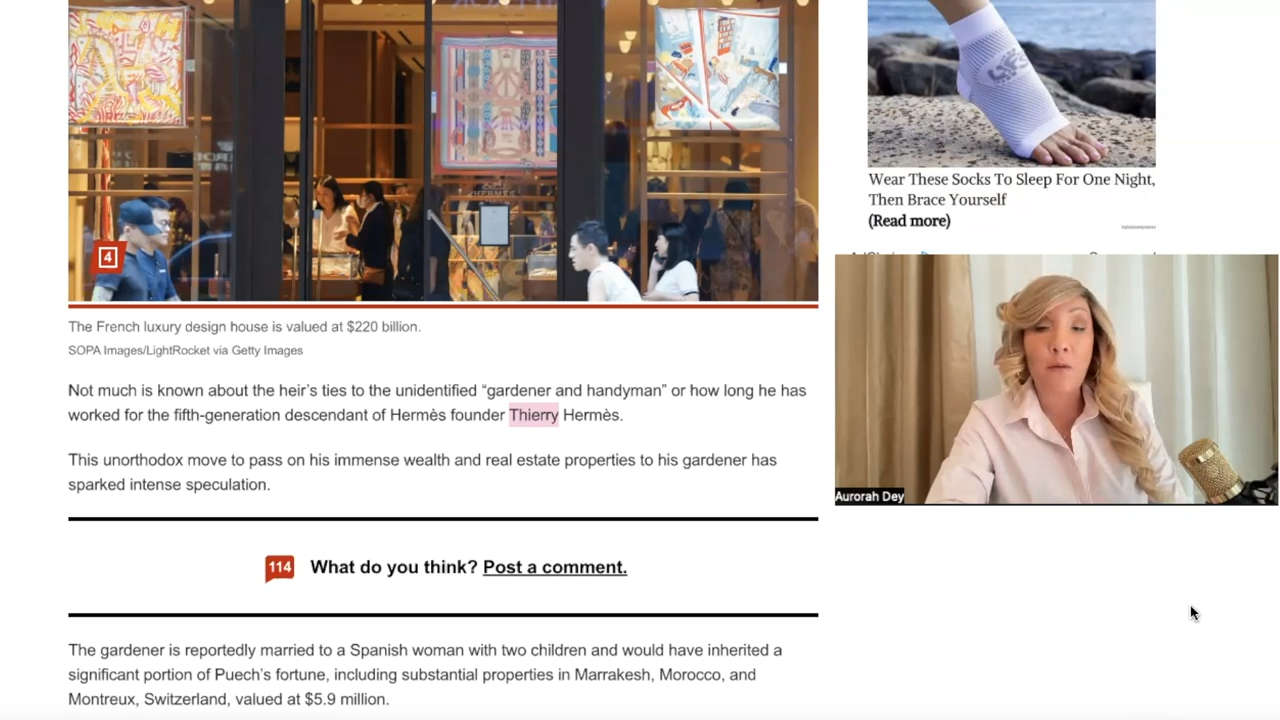 HERMES
4
The French luxury design house is valued at $220 billion.
SOPA Images/LightRocket via Getty Images
Not much is known about the heir’s ties to the unidentified “gardener and handyman” or how long he has
worked for the fifth-generation descendant of Hermès founder Thierry Hermès.
This unorthodox move to pass on his immense wealth and real estate properties to his gardener has
sparked intense speculation.
114
What do you think? Post a comment.
The gardener is reportedly married to a Spanish woman with two children and would have inherited a
significant portion of Puech’s fortune, including substantial properties in Marrakesh, Morocco, and
Montreux, Switzerland, valued at $5.9 million.
Wear These Socks To Sleep For One Night,
Then Brace Yourself
(Read more)
Aurorah Dey